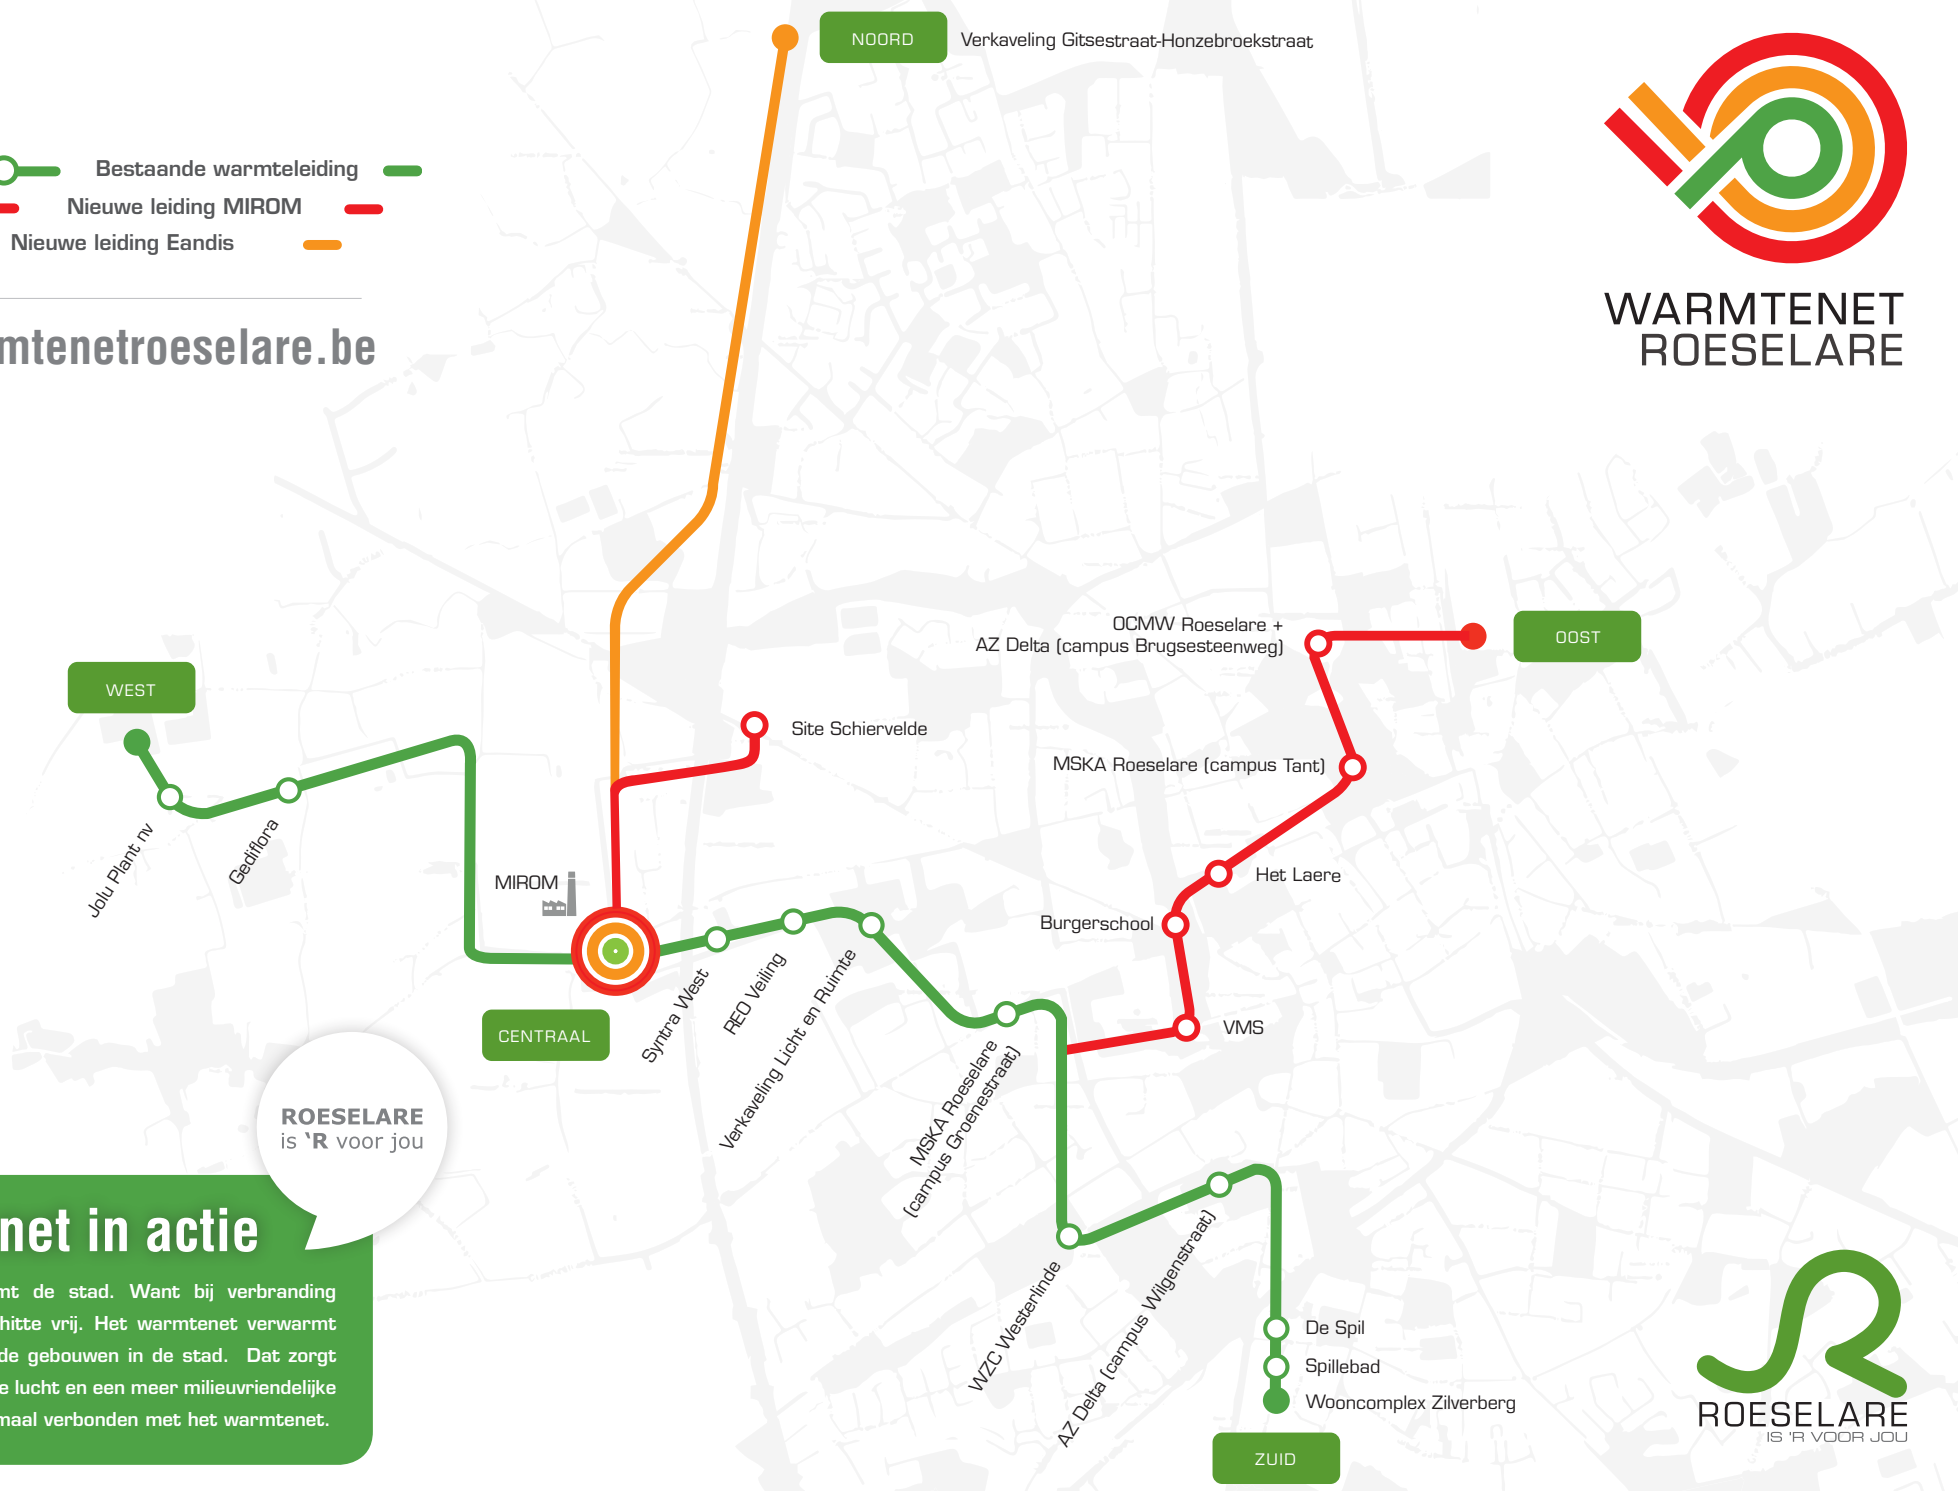 NOORD
Verkaveling Gitsestraat-Honzebroekstraat
Bestaande warmteleiding
Nieuwe leiding MIROM
Nieuwe leiding Eandis
mtenetroeselare.be
WARMTENET
ROESELARE
OCMW Roeselare +
AZ Delta (campus Brugsesteenweg)
OOST
WEST
Site Schiervelde
MSKA Roeselare (campus Tant)
Jolu Plant nv
Gediflora
MIROM
Het Laere
Burgerschool
CENTRAAL
Syntra West
REO Veiling
Verkaveling Licht en Ruimte
MSKA Roeselare
(campus Groenestraat)
VMS
ROESELARE
is 'R voor jou
net in actie
mt de stad. Want bij verbranding
hitte vrij. Het warmtenet verwarmt
de gebouwen in de stad. Dat zorgt
e lucht en een meer milieuvriendelijke
maal verbonden met het warmtenet.
WZC Westerlinde
AZ Delta (campus Wilgenstraat)
De Spil
Spillebad
Wooncomplex Zilverberg
ZUID
ROESELARE
IS 'R VOOR JOU